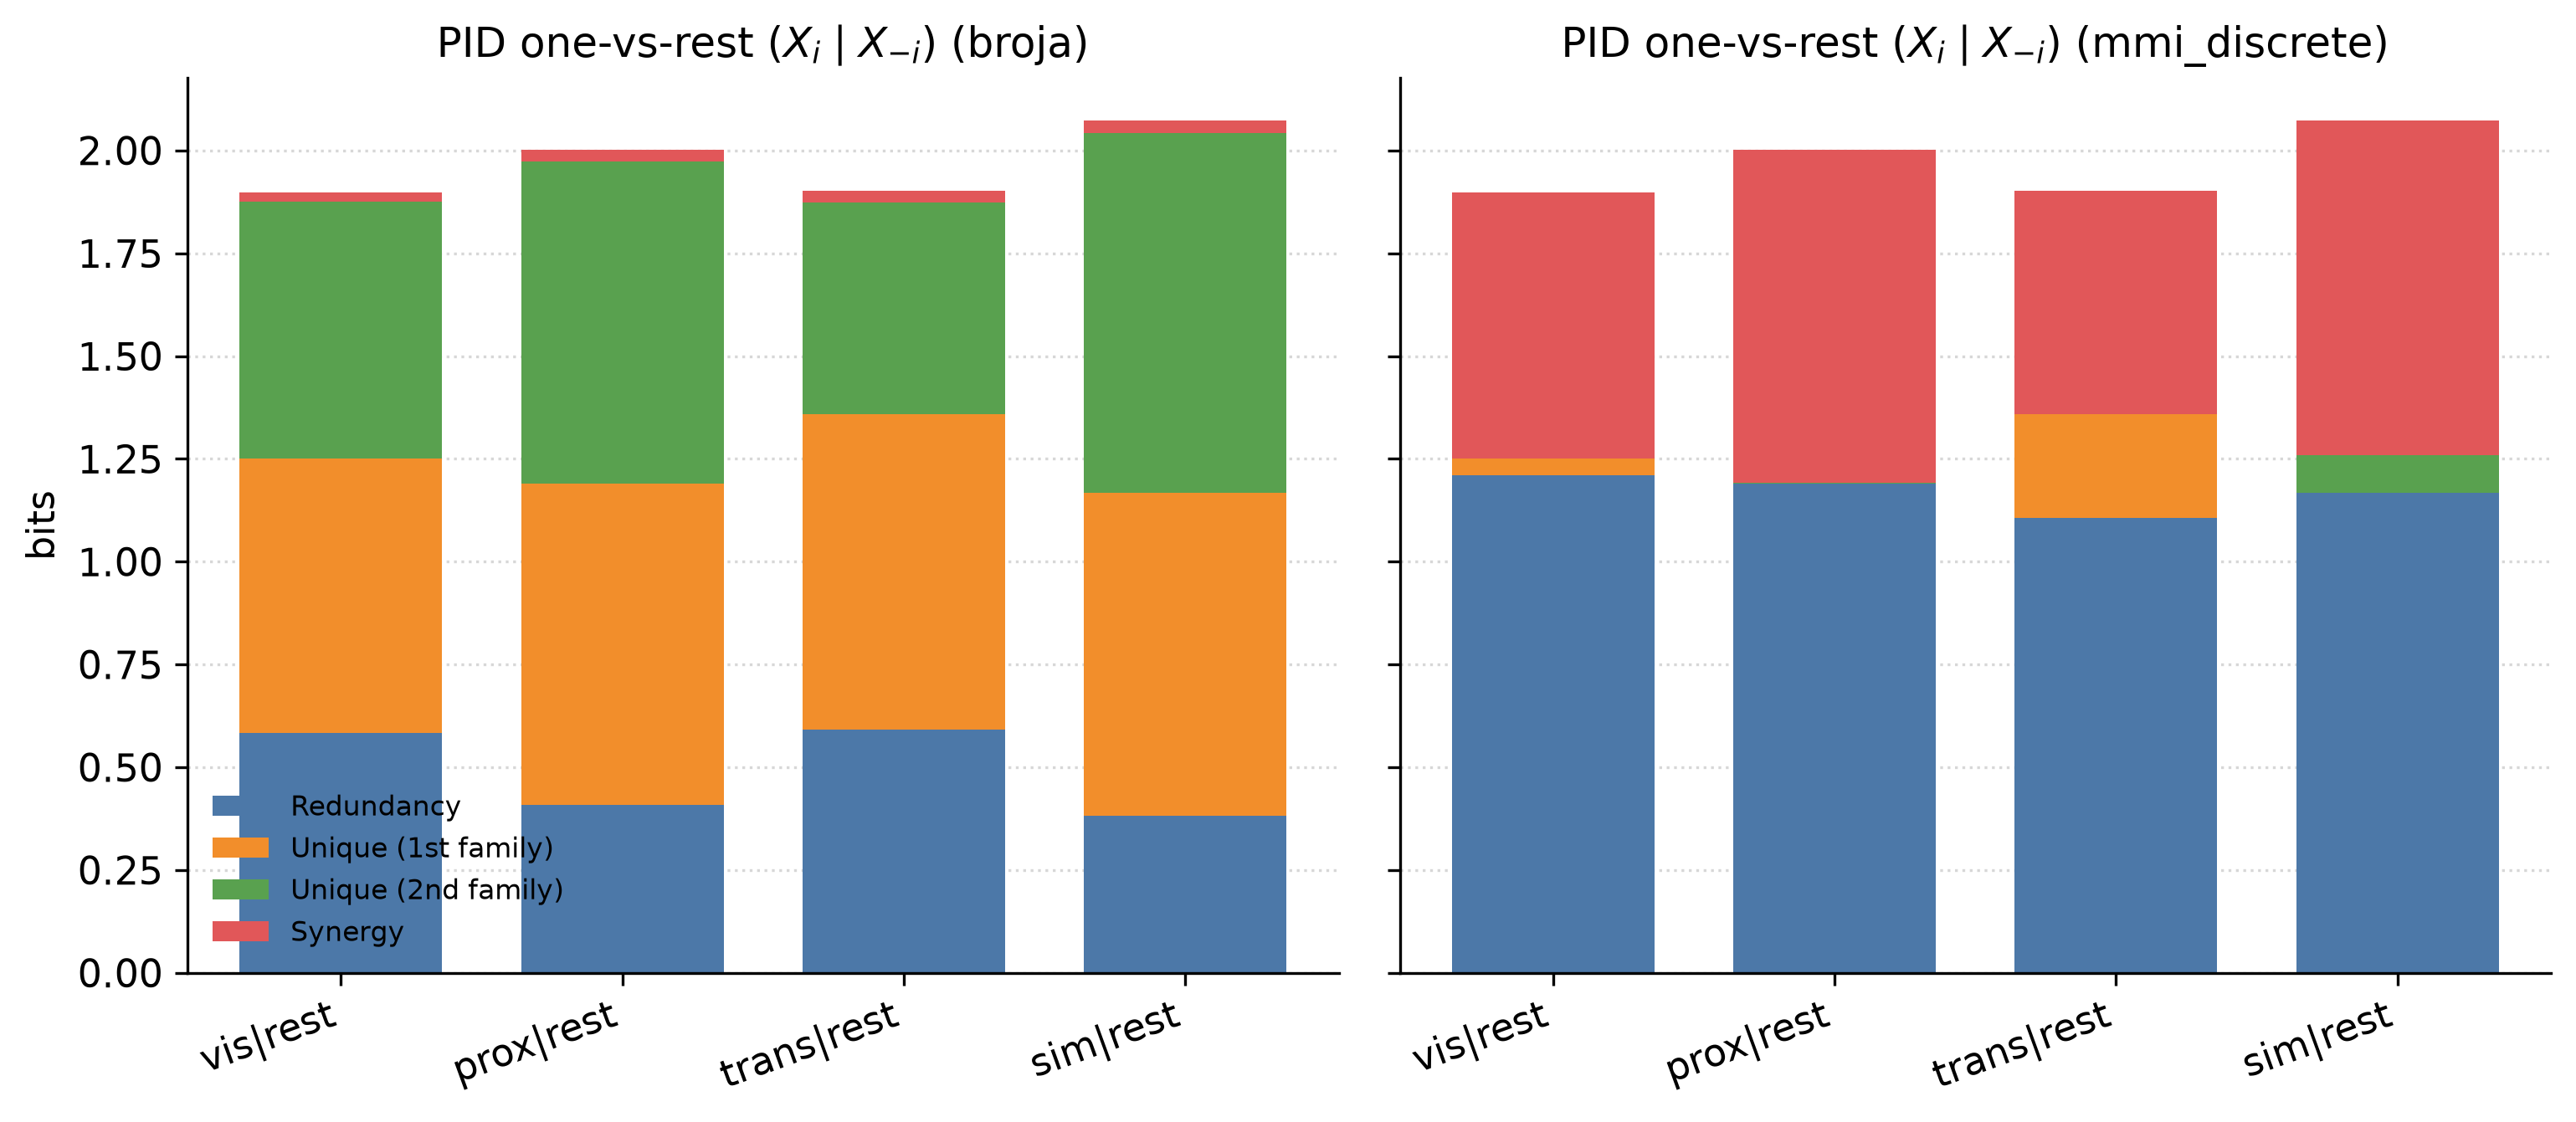 PID one-vs-rest (X_i | X_{−i}) (broja)
bits
2.00
1.75
1.50
1.25
1.00
0.75
0.50
0.25
0.00
Redundancy
Unique (1st family)
Unique (2nd family)
Synergy
vis|rest
prox|rest
trans|rest
sim|rest
PID one-vs-rest (X_i | X_{−i}) (mmi_discrete)
vis|rest
prox|rest
trans|rest
sim|rest